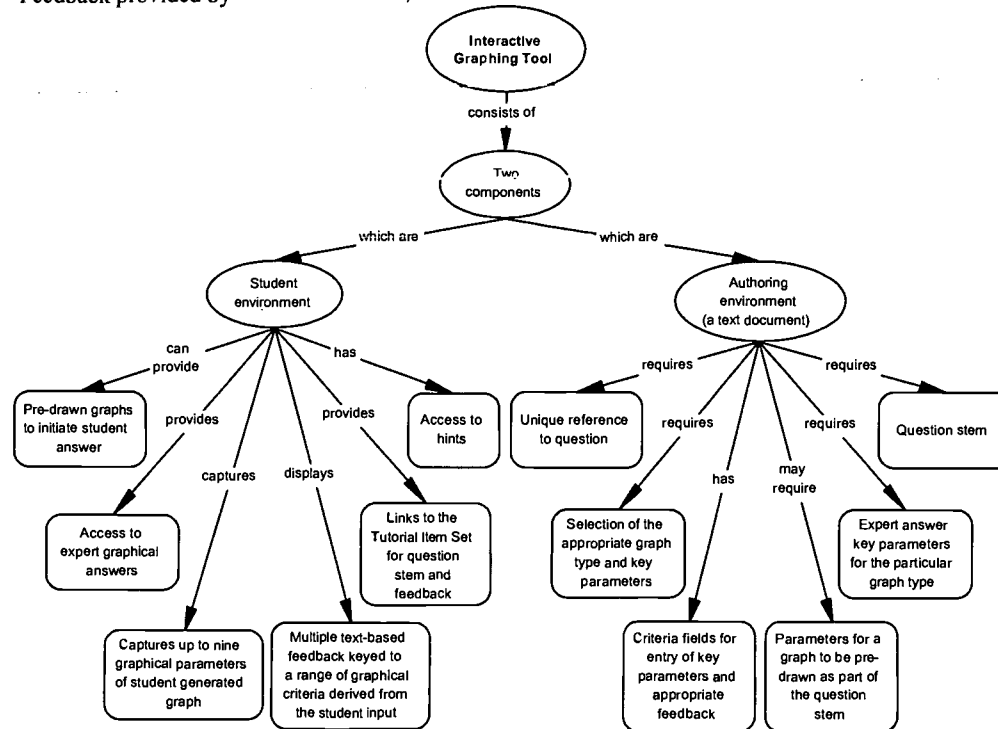 Feedback provided by
Interactive
Graphing Tool
consists of
Two
components
which are
which are
Student
environment
Authoring
environment
(a text document)
can
provide
has
requires
requires
Pre-drawn graphs
to initiate student
answer
provides
provides
Access to
hints
Unique reference
to question
requires
requires
Question stem
captures
displays
has
may
require
Access to
expert graphical
answers
Links to the
Tutorial Item Set
for question
stem and
feedback
Selection of the
appropriate graph
type and key
parameters
Expert answer
key parameters
for the particular
graph type
Captures up to nine
graphical parameters
of student generated
graph
Multiple text-based
feedback keyed to
a range of graphical
criteria derived from
the student input
Criteria fields for
entry of key
parameters and
appropriate
feedback
Parameters for a
graph to be pre-
drawn as part of
the question
stem